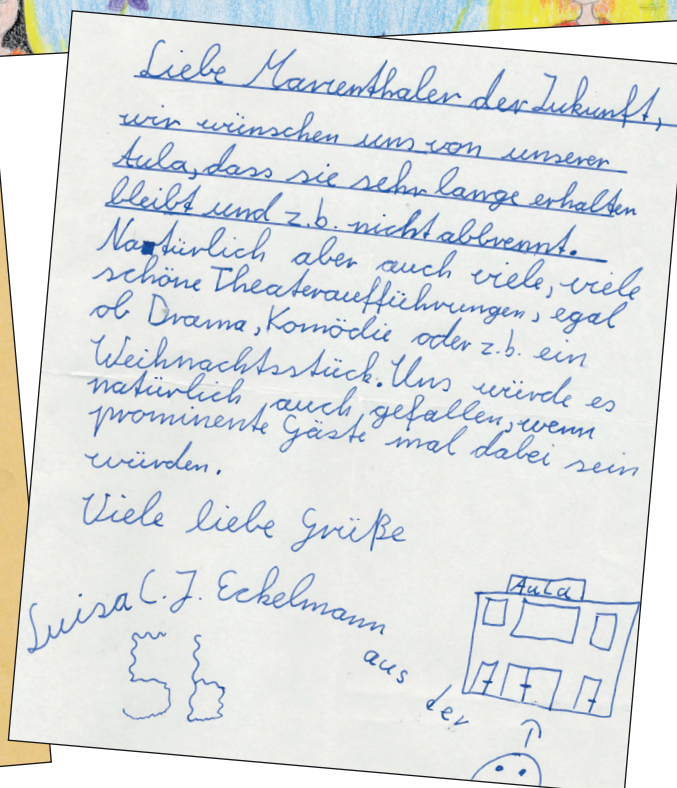 Liebe Marienthaler der Zukunft,
wir wünschen uns von unserer
Aula, dass sie sehr lange erhalten
bleibt und z.b. nicht abbrennt.
Natürlich aber auch viele, viele
schöne Theateraufführungen, egal
ob Drama, Komödie oder z.b. ein
Weihnachtsstück. Uns würde es
natürlich auch gefallen, wenn
prominente Gäste mal dabei sein
würden.
Viele liebe Grüße
Luisa C. J. Eckelmann
aus der
5b
Aula